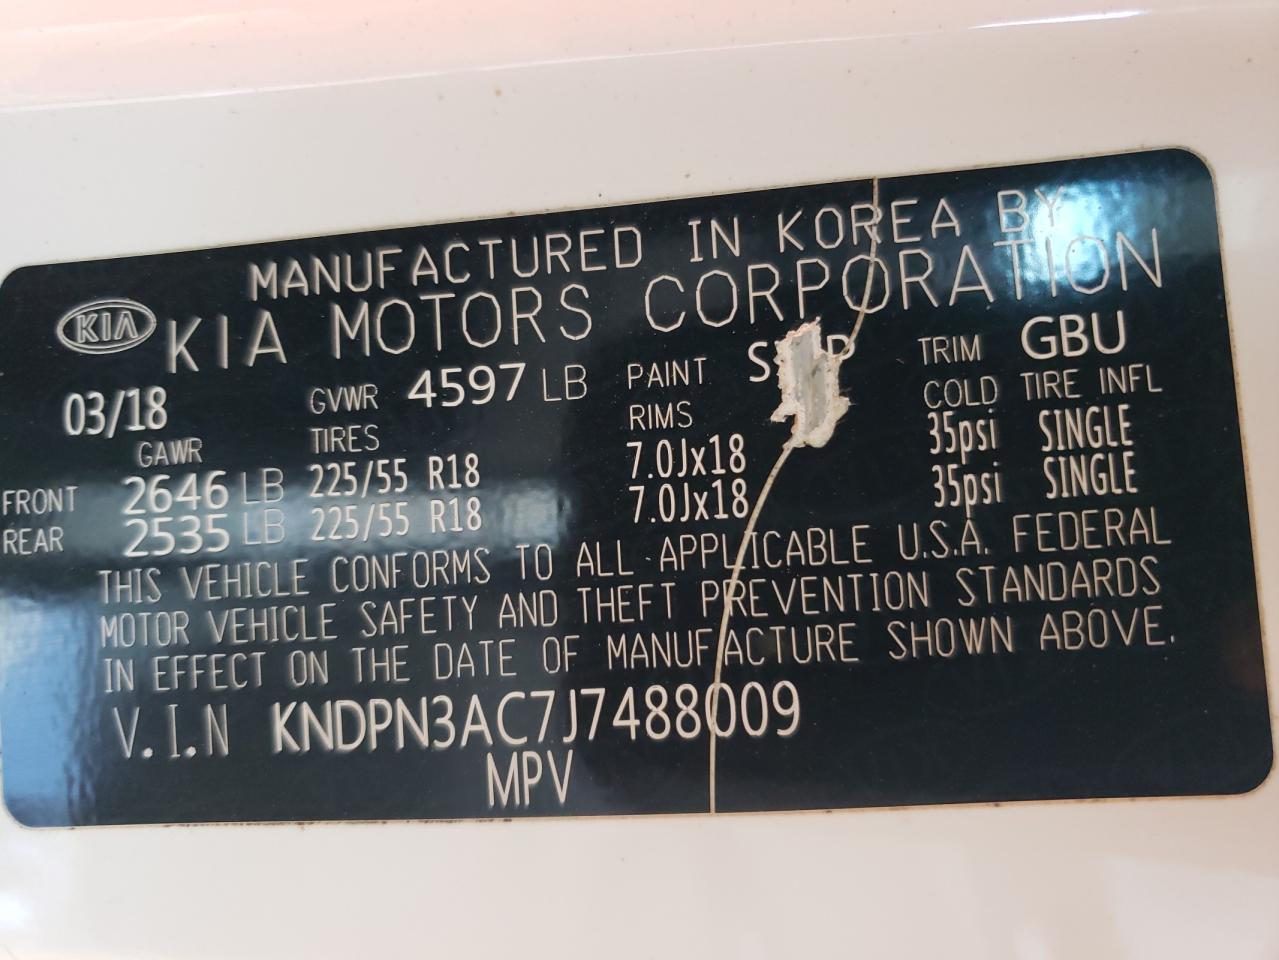 MANUFACTURED IN KOREA BY
KIA KIA MOTORS CORPORATION
03/18 GVWR 4597 LB PAINT TRIM GBU
GAWR TIRES RIMS COLD TIRE INFL
FRONT 2646 LB 225/55 R18 7.0Jx18 35psi SINGLE
REAR 2535 LB 225/55 R18 7.0Jx18 35psi SINGLE
THIS VEHICLE CONFORMS TO ALL APPLICABLE U.S.A. FEDERAL
MOTOR VEHICLE SAFETY AND THEFT PREVENTION STANDARDS
IN EFFECT ON THE DATE OF MANUFACTURE SHOWN ABOVE.
V.I.N KNDPN3AC7J7488009
MPV